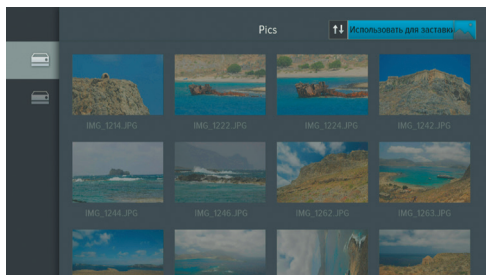 Pics
Использовать для заставки
IMG_1214.JPG
IMG_1222.JPG
IMG_1224.JPG
IMG_1242.JPG
IMG_1244.JPG
IMG_1246.JPG
IMG_1262.JPG
IMG_1263.JPG